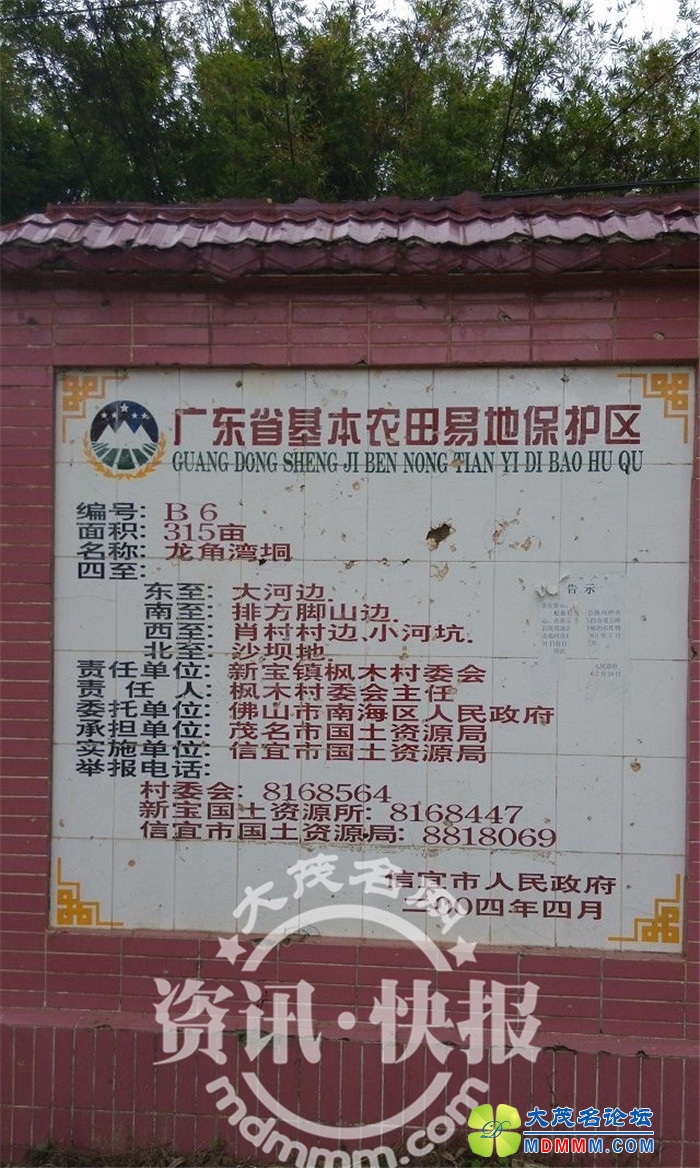 广东省基本农田易地保护区
GUANG DONG SHENG JI BEN NONG TIAN YI DI BAO HU QU
编号: B 6
面积: 315亩
名称: 龙角湾垌
四至:
东至: 大河边.
南至: 排方脚山边.
西至: 肖村村边.小河坑.
北至: 沙坝地.
责任单位: 新宝镇枫木村委会
责任人: 枫木村委会主任
委托单位: 佛山市南海区人民政府
承担单位: 茂名市国土资源局
实施单位: 信宜市国土资源局
举报电话:
村委会: 8168564
新宝国土资源所: 8168447
信宜市国土资源局: 8818069
信宜市人民政府
二00四年四月
告示
大茂名网
资讯·快报
mdmmm.com
大茂名论坛
MDMMM.COM